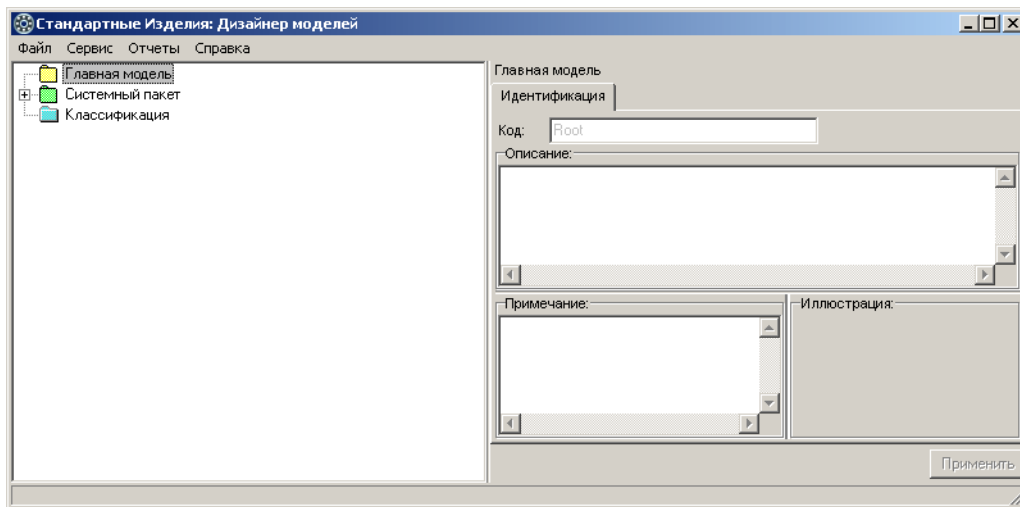 Стандартные Изделия: Дизайнер моделей
Файл Сервис Отчеты Справка
Главная модель
Системный пакет
Классификация
Главная модель
Идентификация
Код: Root
Описание:
Примечание:
Иллюстрация:
Применить